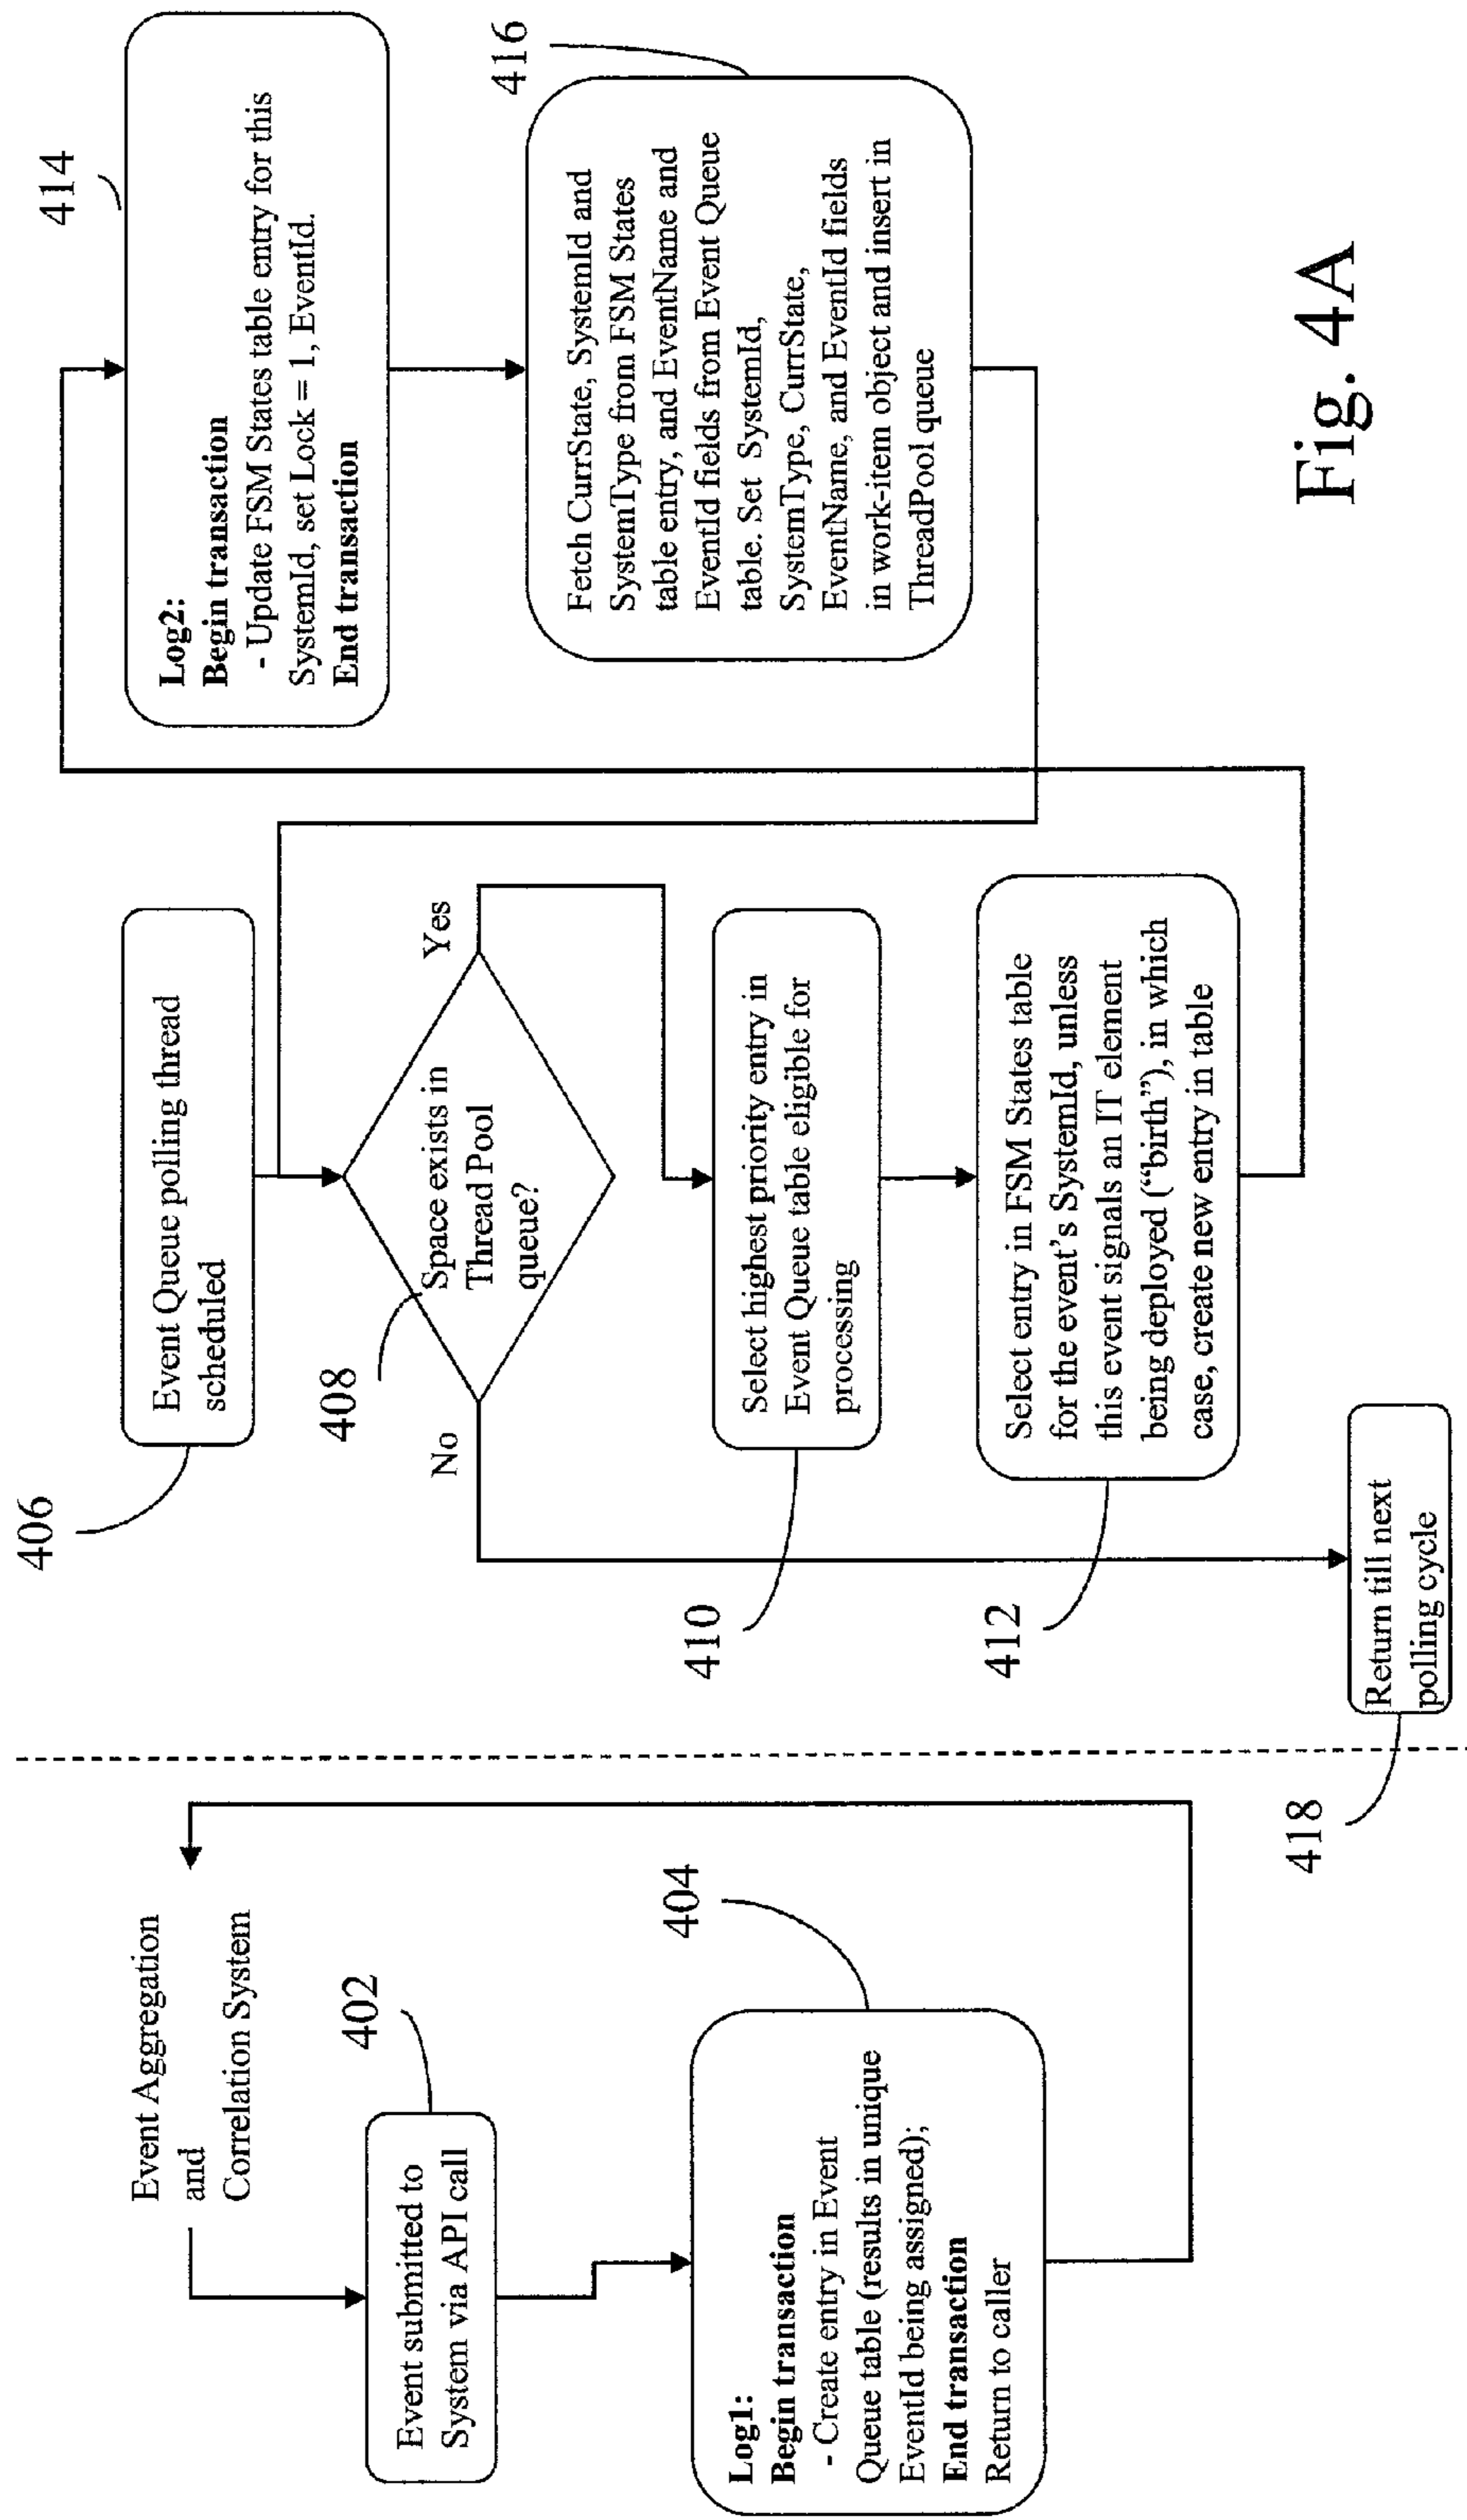 Event Aggregation
and
Correlation System
402
Event submitted to
System via API call
404
Log1:
Begin transaction
- Create entry in Event
Queue table (results in unique
EventId being assigned);
End transaction
Return to caller
406
Event Queue polling thread
scheduled
408
Space exists in
Thread Pool
queue?
No
Yes
410
Select highest priority entry in
Event Queue table eligible for
processing
412
Select entry in FSM States table
for the event's SystemId, unless
this event signals an IT element
being deployed (“birth”), in which
case, create new entry in table
418
Return till next
polling cycle
414
Log2:
Begin transaction
- Update FSM States table entry for this
SystemId, set Lock = 1, EventId.
End transaction
416
Fetch CurrState, SystemId and
SystemType from FSM States
table entry, and EventName and
EventId fields from Event Queue
table. Set SystemId,
SystemType, CurrState,
EventName, and EventId fields
in work-item object and insert in
ThreadPool queue
Fig. 4A